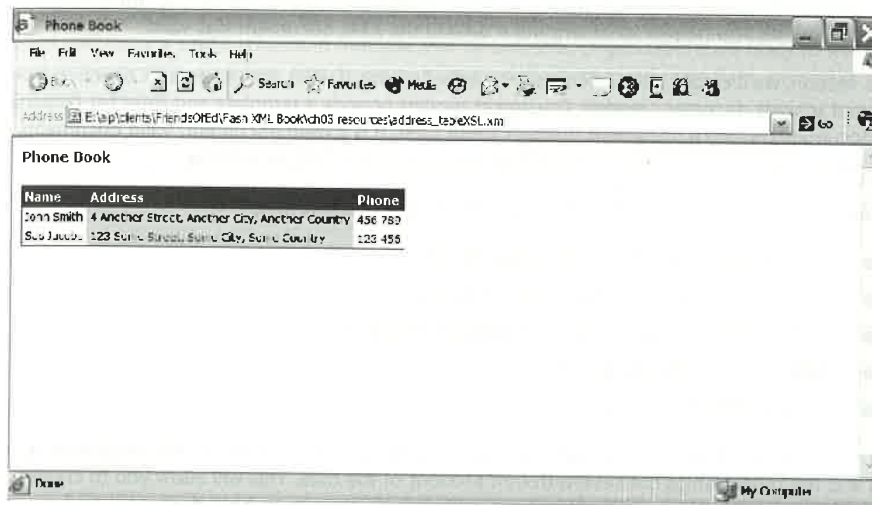 Phone Book
File Edit View Favorites Tools Help
Search Favorites Media
Address E:\ \clients\FriendsOfEd\ XML Book\ch03 resources\address_tableXSL.xml Go
Phone Book
Name Address Phone
John Smith 4 Another Street, Another City, Another Country 456 789
Sas Jacobs 123 Some Street, Some City, Some Country 123 456
Done My Computer